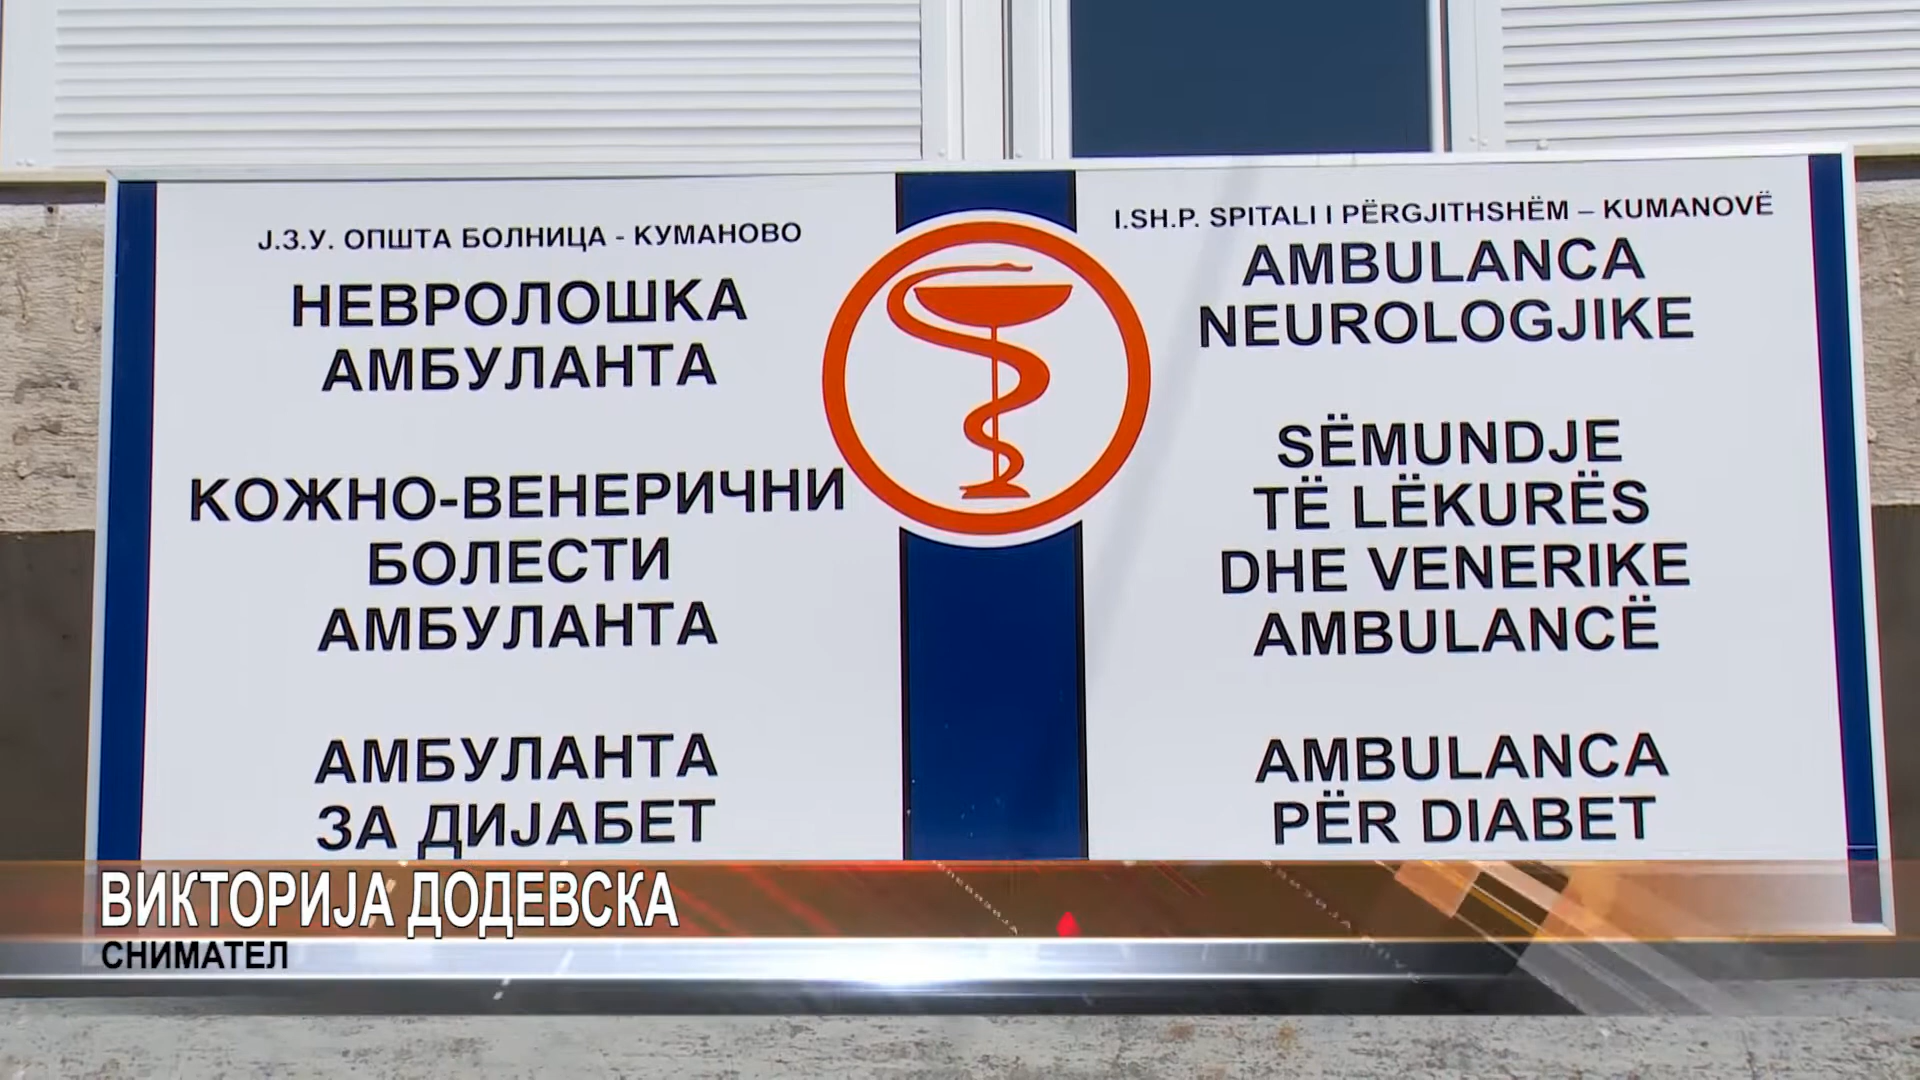 Ј.З.У. ОПШТА БОЛНИЦА - КУМАНОВО
НЕВРОЛОШКА
АМБУЛАНТА
КОЖНО-ВЕНЕРИЧНИ
БОЛЕСТИ
АМБУЛАНТА
АМБУЛАНТА
ЗА ДИЈАБЕТ
I.SH.P. SPITALI I PËRGJITHSHËM – KUMANOVË
AMBULANCA
NEUROLOGJIKE
SËMUNDJE
TË LËKURËS
DHE VENERIKE
AMBULANCË
AMBULANCA
PËR DIABET
ВИКТОРИЈА ДОДЕВСКА
СНИМАТЕЛ